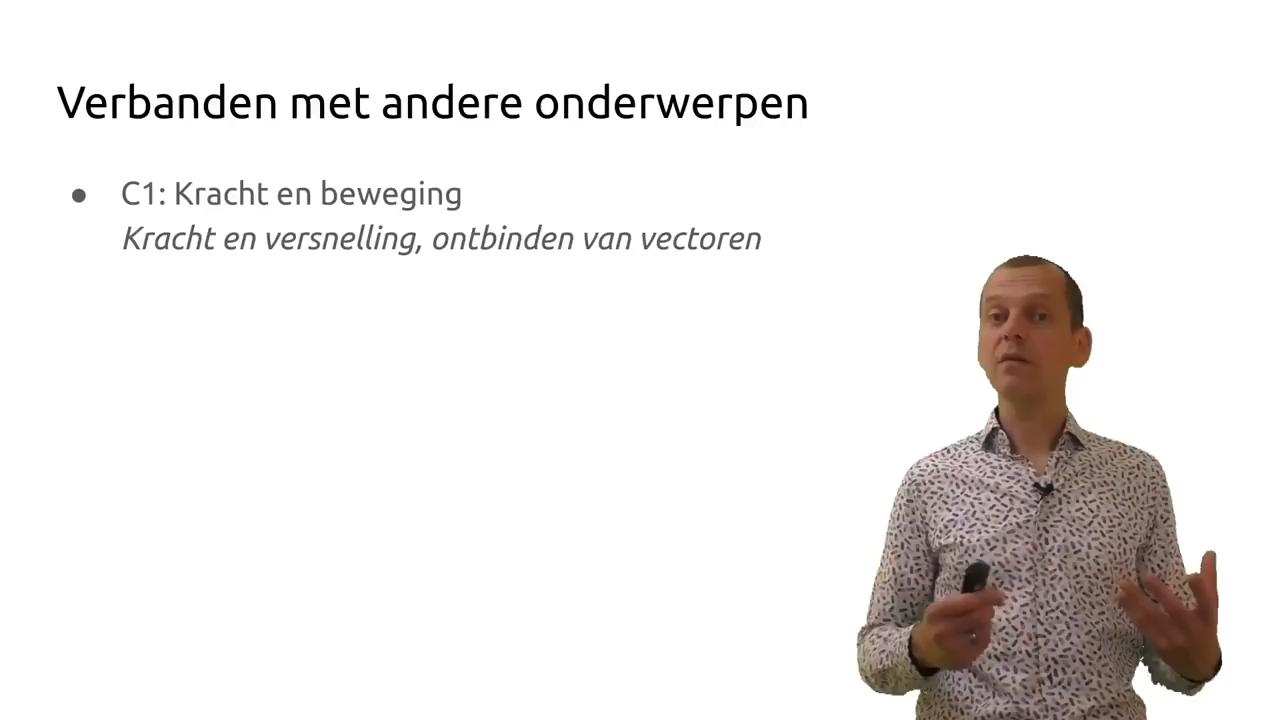 Verbanden met andere onderwerpen
● C1: Kracht en beweging
Kracht en versnelling, ontbinden van vectoren